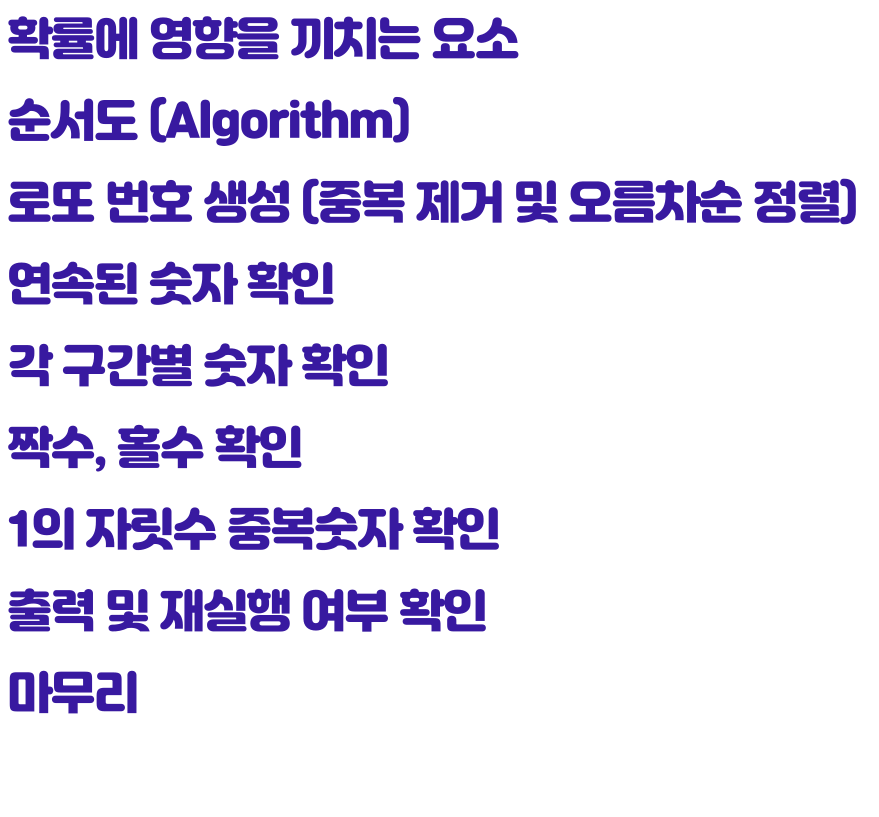 확률에 영향을 끼치는 요소
순서도 (Algorithm)
로또 번호 생성 (중복 제거 및 오름차순 정렬)
연속된 숫자 확인
각 구간별 숫자 확인
짝수, 홀수 확인
1의 자릿수 중복숫자 확인
출력 및 재실행 여부 확인
마무리